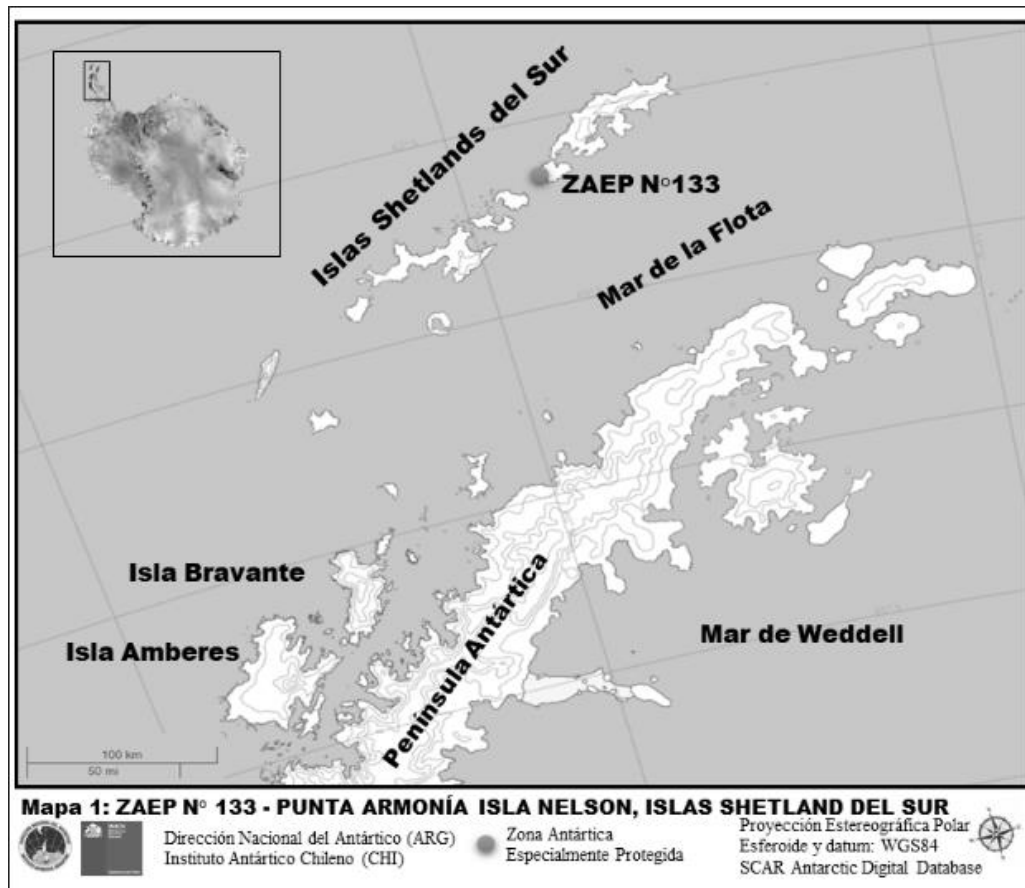 Islas Shetlands del Sur
ZAEP N°133
Mar de la Flota
Isla Bravante
Isla Amberes
Península Antártica
Mar de Weddell
100 km
50 mi
Mapa 1: ZAEP N° 133 - PUNTA ARMONÍA ISLA NELSON, ISLAS SHETLAND DEL SUR
Dirección Nacional del Antártico (ARG)
Instituto Antártico Chileno (CHI)
Zona Antártica
Especialmente Protegida
Proyección Estereográfica Polar
Esferoide y datum: WGS84
SCAR Antarctic Digital Database